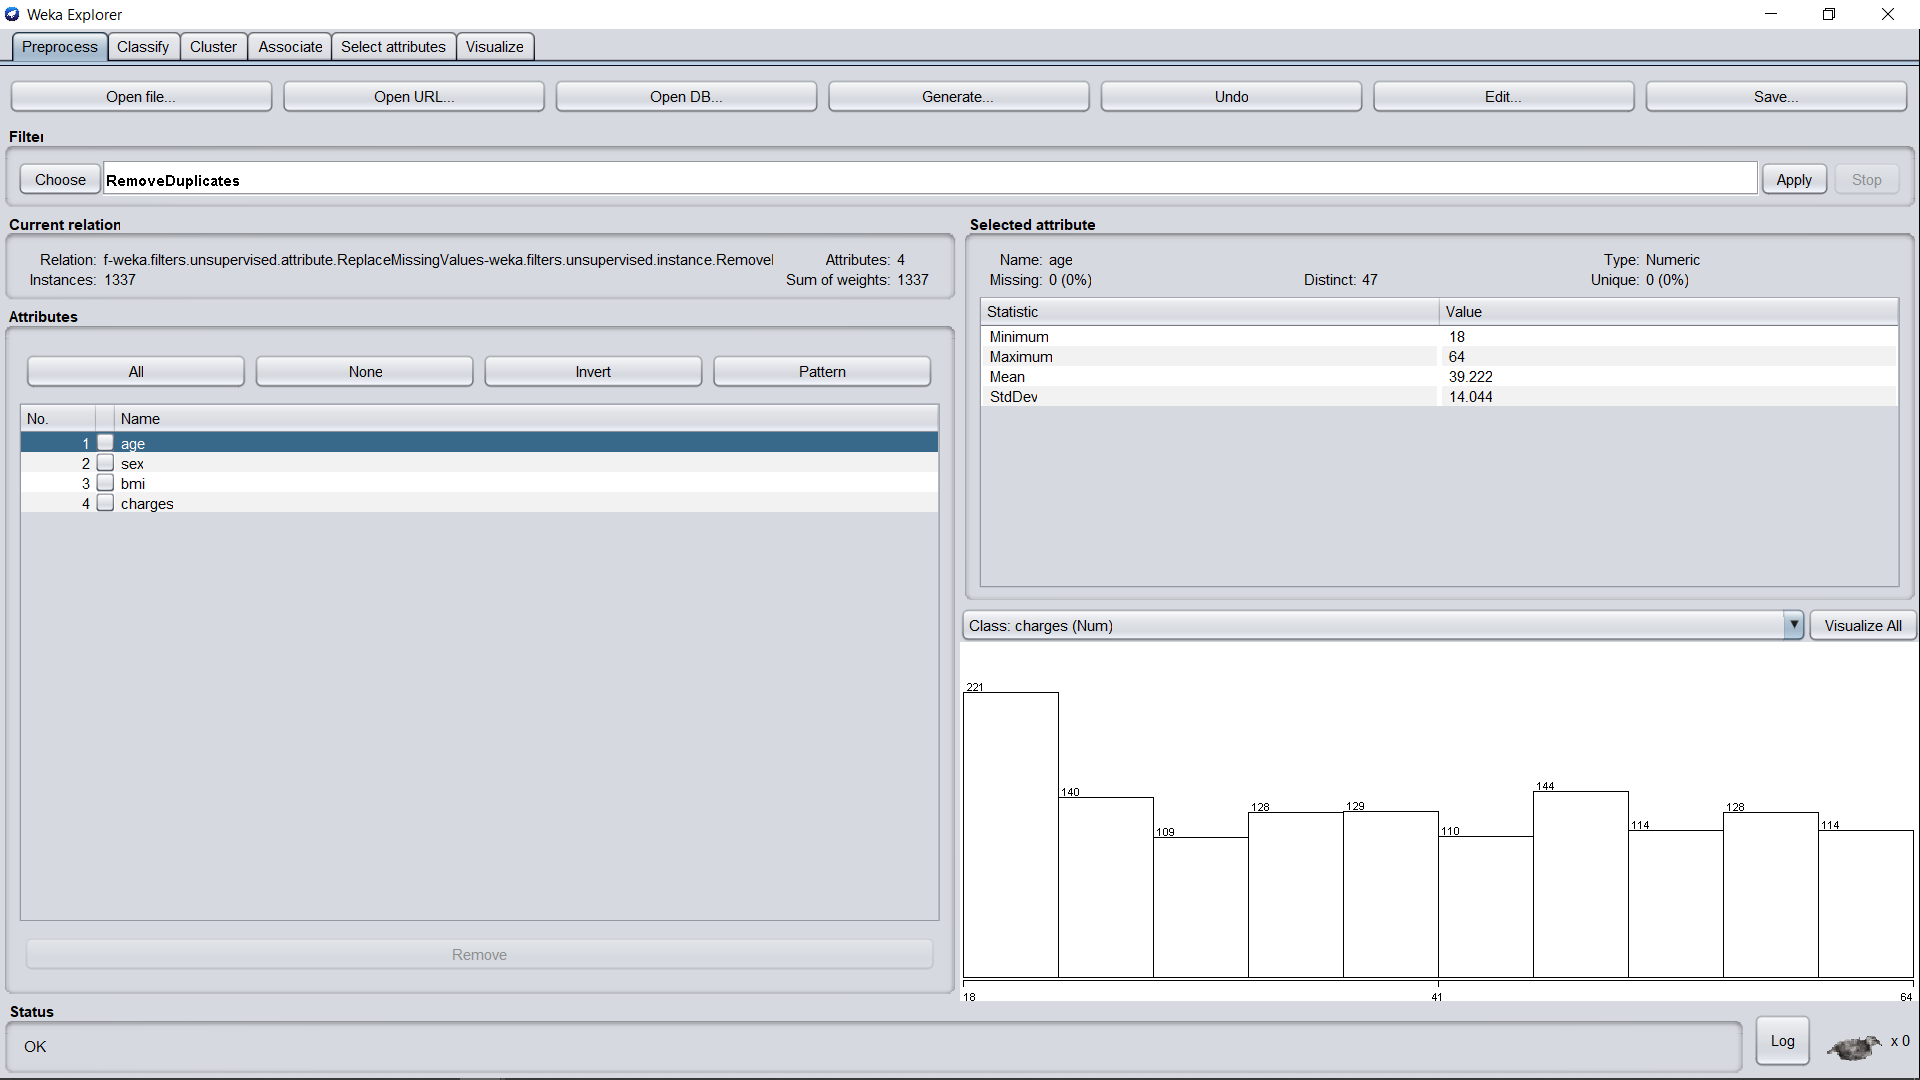 Weka Explorer
Preprocess Classify Cluster Associate Select attributes Visualize
Open file... Open URL... Open DB... Generate... Undo Edit... Save...
Filter
Choose RemoveDuplicates Apply Stop
Current relation
Relation: f-weka.filters.unsupervised.attribute.ReplaceMissingValues-weka.filters.unsupervised.instance.Remove Attributes: 4
Instances: 1337 Sum of weights: 1337
Attributes
All None Invert Pattern
No. Name
1 age
2 sex
3 bmi
4 charges
Remove
Selected attribute
Name: age Type: Numeric
Missing: 0 (0%) Distinct: 47 Unique: 0 (0%)
Statistic Value
Minimum 18
Maximum 64
Mean 39.222
StdDev 14.044
Class: charges (Num) Visualize All
221
140
109
128
129
110
144
114
128
114
18 41 64
Status
OK
Log x 0